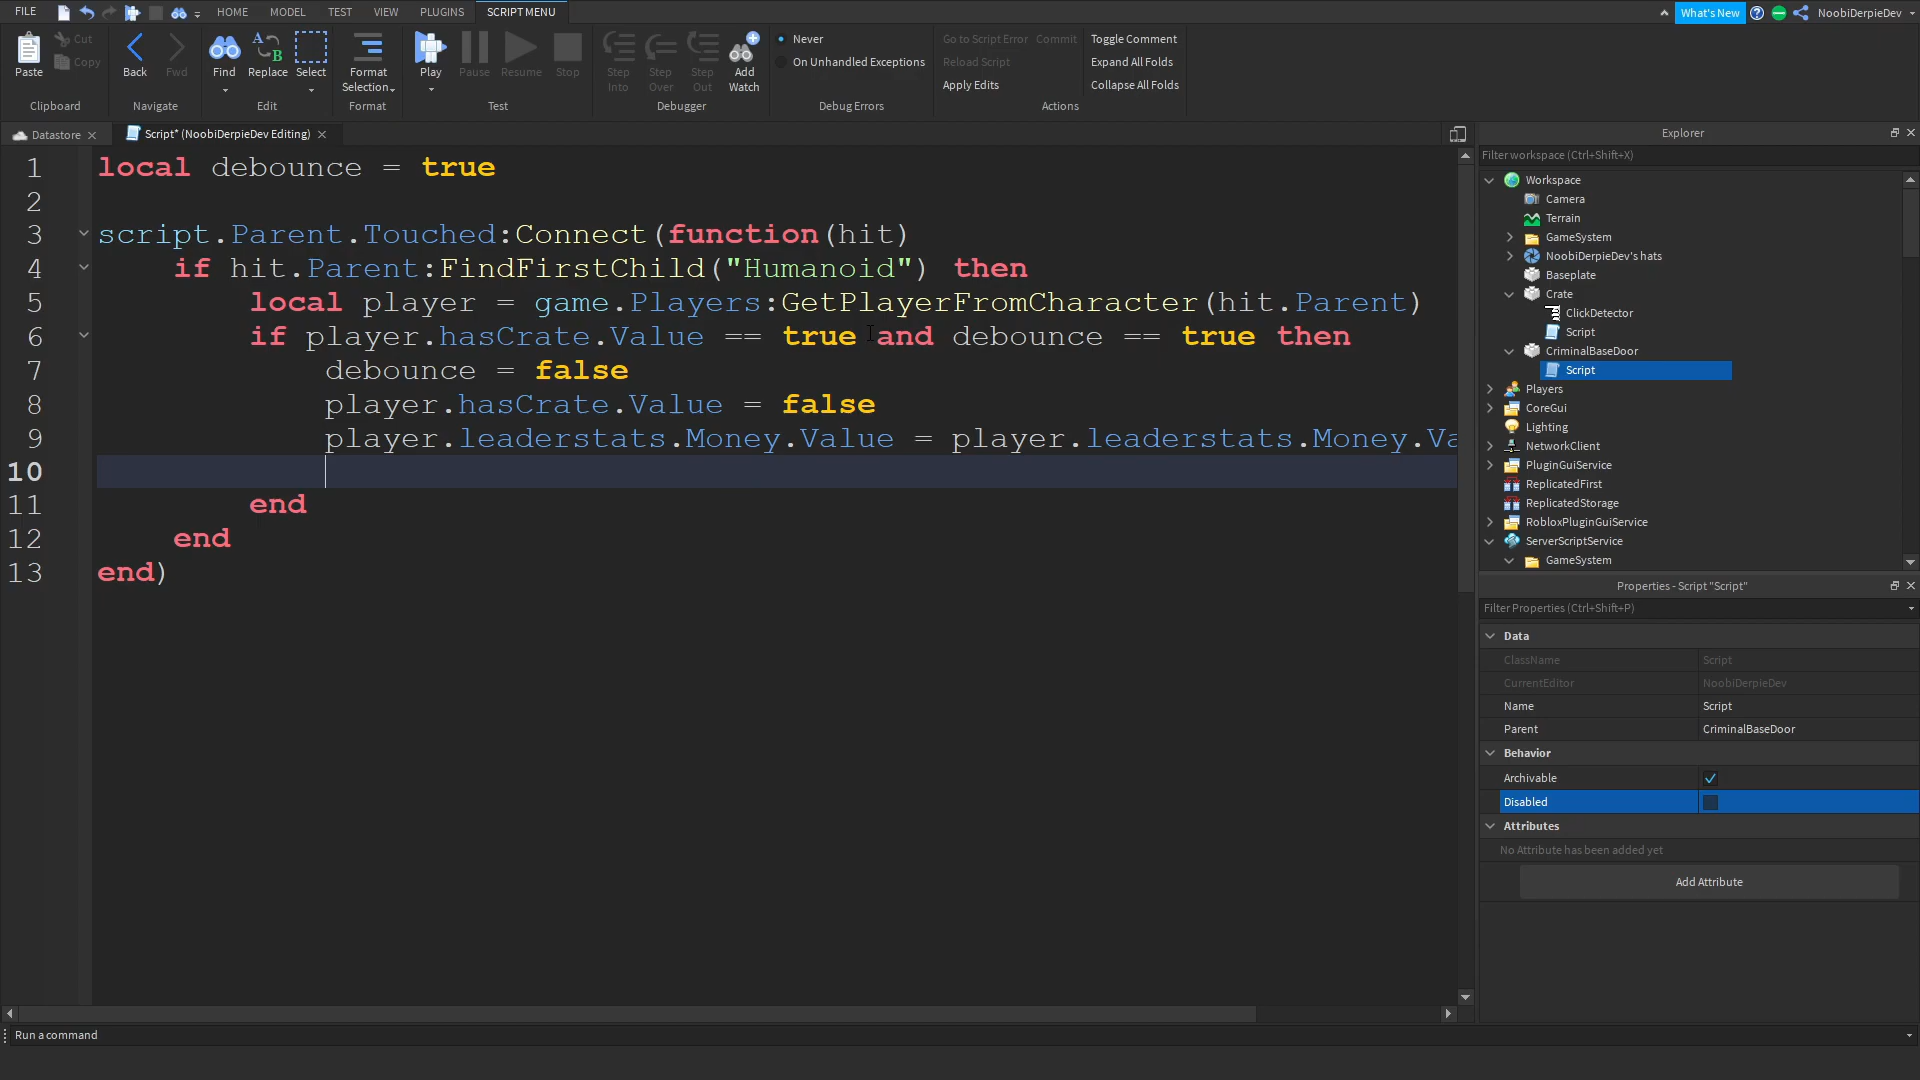 FILE HOME MODEL TEST VIEW PLUGINS SCRIPT MENU What's New NoobiDerpieDev
Paste Cut Copy Back Fwd Find Replace Select Format Selection Play Pause Resume Stop Step Into Step Over Step Out Add Watch
Never Go to Script Error Commit Toggle Comment
On Unhandled Exceptions Reload Script Expand All Folds
Apply Edits Collapse All Folds
Clipboard Navigate Edit Format Test Debugger Debug Errors Actions
Datastore Script* (NoobiDerpieDev Editing)
1 local debounce = true
2
3 script.Parent.Touched:Connect(function(hit)
4 if hit.Parent:FindFirstChild("Humanoid") then
5 local player = game.Players:GetPlayerFromCharacter(hit.Parent)
6 if player.hasCrate.Value == true and debounce == true then
7 debounce = false
8 player.hasCrate.Value = false
9 player.leaderstats.Money.Value = player.leaderstats.Money.Va
10
11 end
12 end
13 end)
Explorer
Filter workspace (Ctrl+Shift+X)
Workspace
Camera
Terrain
GameSystem
NoobiDerpieDev's hats
Baseplate
Crate
ClickDetector
Script
CriminalBaseDoor
Script
Players
CoreGui
Lighting
NetworkClient
PluginGuiService
ReplicatedFirst
ReplicatedStorage
RobloxPluginGuiService
ServerScriptService
GameSystem
Properties - Script "Script"
Filter Properties (Ctrl+Shift+P)
Data
ClassName Script
CurrentEditor NoobiDerpieDev
Name Script
Parent CriminalBaseDoor
Behavior
Archivable
Disabled
Attributes
No Attribute has been added yet
Add Attribute
Run a command